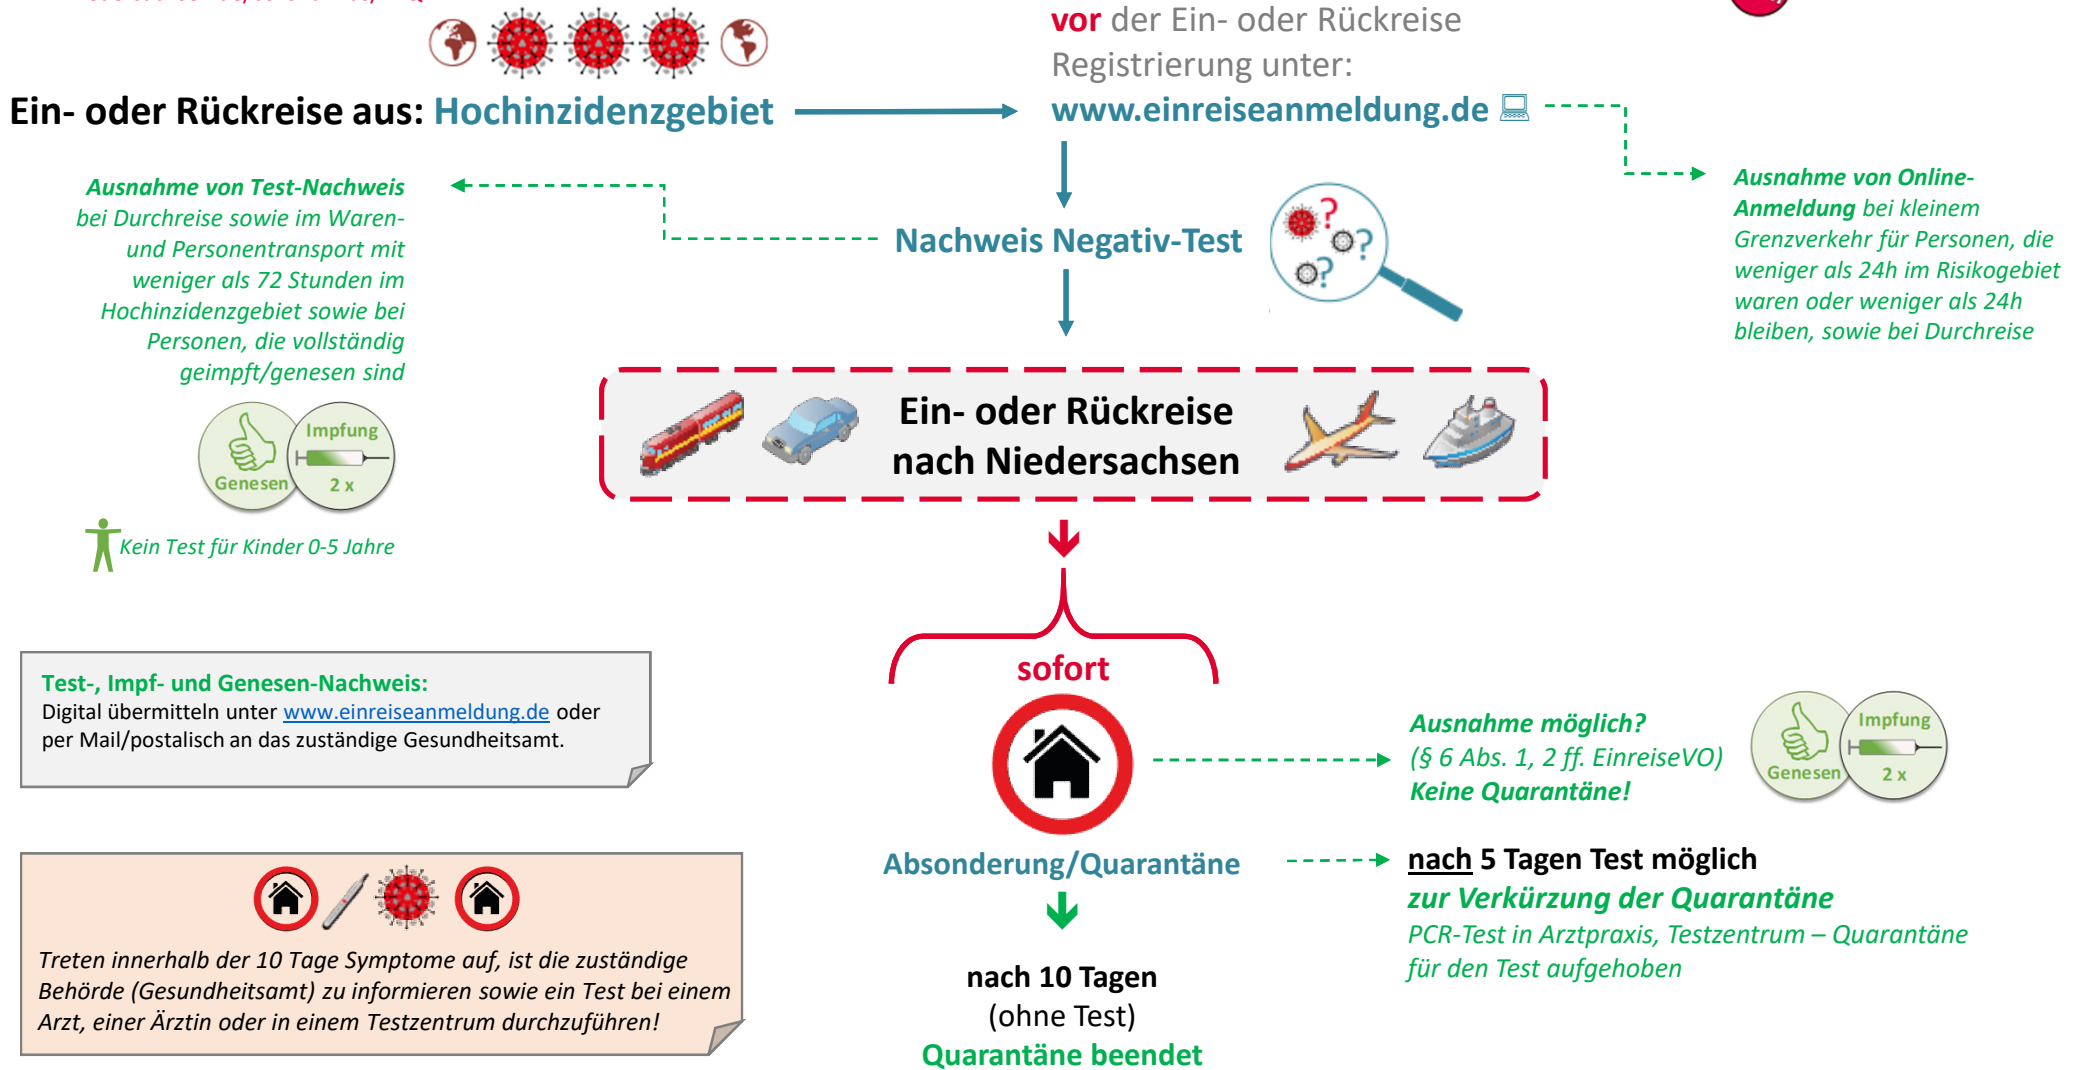 vor der Ein- oder Rückreise
Registrierung unter:
www.einreiseanmeldung.de
Ein- oder Rückreise aus: Hochinzidenzgebiet
Ausnahme von Test-Nachweis
bei Durchreise sowie im Waren-
und Personentransport mit
weniger als 72 Stunden im
Hochinzidenzgebiet sowie bei
Personen, die vollständig
geimpft/genesen sind
Genesen
Impfung
2 x
Kein Test für Kinder 0-5 Jahre
Nachweis Negativ-Test
? ? ?
Ausnahme von Online-
Anmeldung bei kleinem
Grenzverkehr für Personen, die
weniger als 24h im Risikogebiet
waren oder weniger als 24h
bleiben, sowie bei Durchreise
Ein- oder Rückreise
nach Niedersachsen
sofort
Test-, Impf- und Genesen-Nachweis:
Digital übermitteln unter www.einreiseanmeldung.de oder
per Mail/postalisch an das zuständige Gesundheitsamt.
Ausnahme möglich?
(§ 6 Abs. 1, 2 ff. EinreiseVO)
Keine Quarantäne!
Genesen
Impfung
2 x
Absonderung/Quarantäne
nach 5 Tagen Test möglich
zur Verkürzung der Quarantäne
PCR-Test in Arztpraxis, Testzentrum – Quarantäne
für den Test aufgehoben
Treten innerhalb der 10 Tage Symptome auf, ist die zuständige
Behörde (Gesundheitsamt) zu informieren sowie ein Test bei einem
Arzt, einer Ärztin oder in einem Testzentrum durchzuführen!
nach 10 Tagen
(ohne Test)
Quarantäne beendet